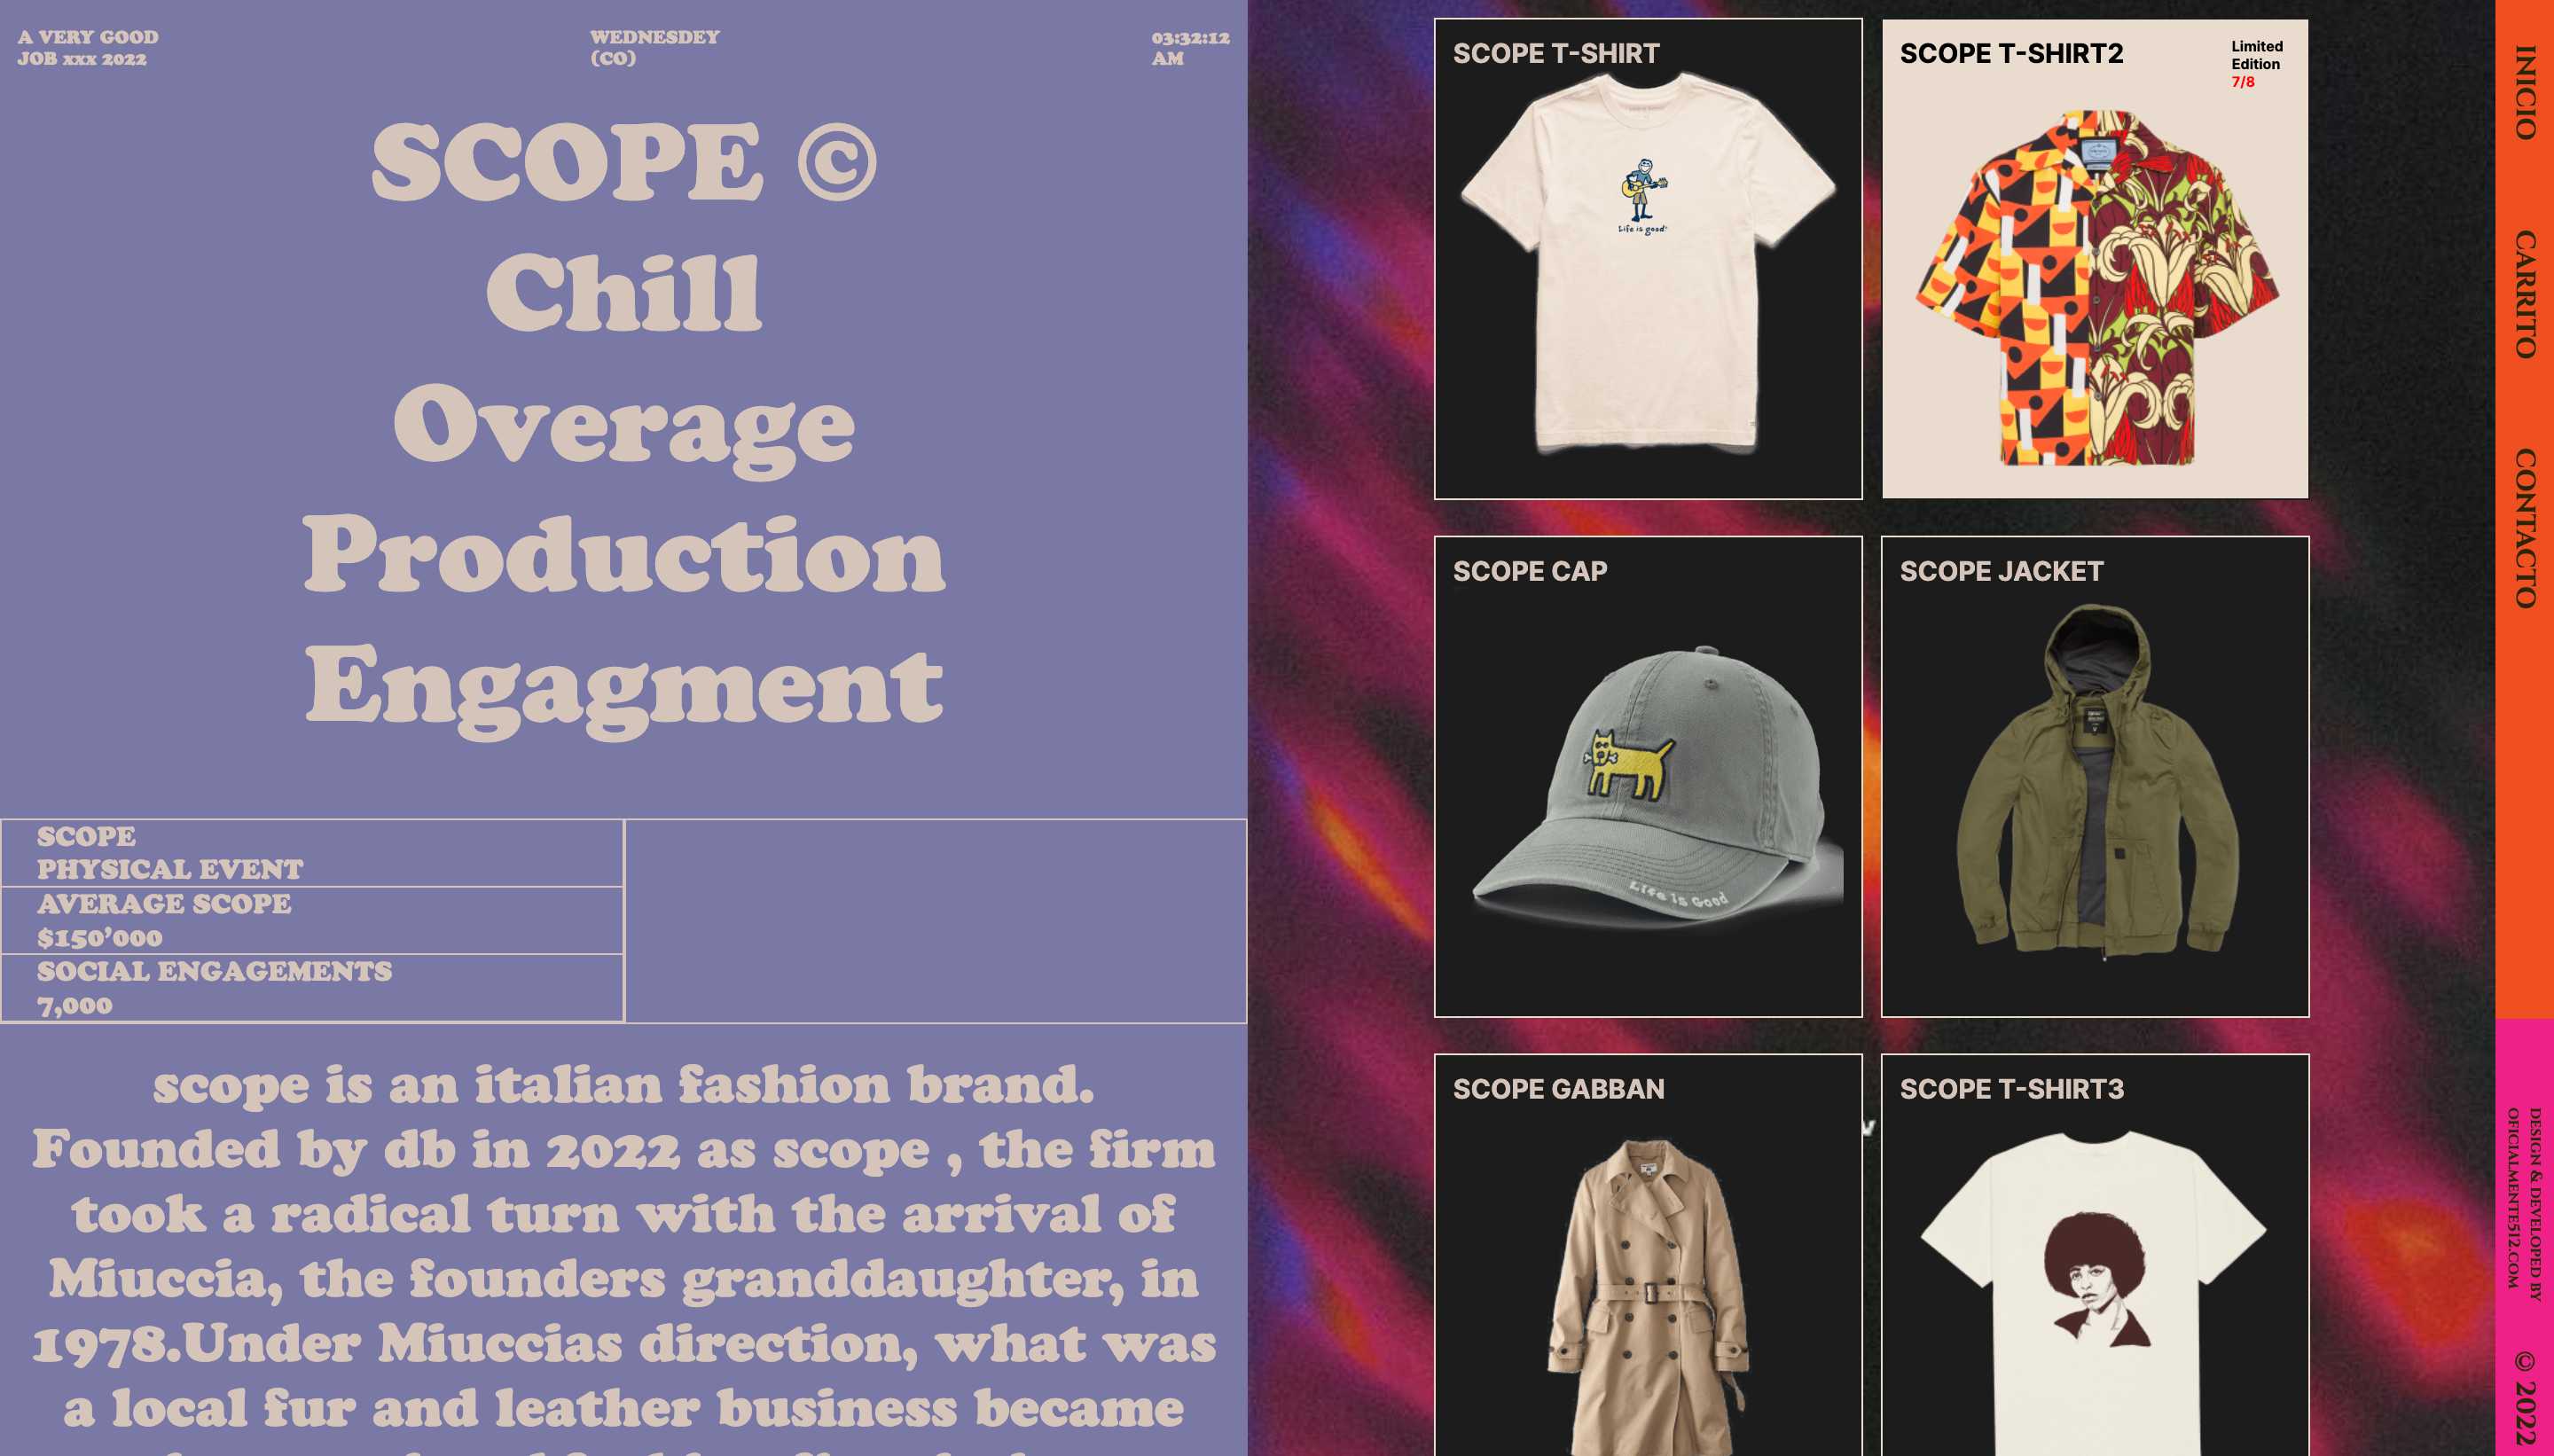 A VERY GOOD
JOB xxx 2022
WEDNESDEY
(CO)
03:32:12
AM
SCOPE ©
Chill
Overage
Production
Engagment
SCOPE
PHYSICAL EVENT
AVERAGE SCOPE
$150’000
SOCIAL ENGAGEMENTS
7,000
scope is an italian fashion brand.
Founded by db in 2022 as scope , the firm
took a radical turn with the arrival of
Miuccia, the founders granddaughter, in
1978.Under Miuccias direction, what was
a local fur and leather business became
SCOPE T-SHIRT
Life is good
SCOPE T-SHIRT2
Limited
Edition
7/8
SCOPE CAP
Life is Good
SCOPE JACKET
SCOPE GABBAN
SCOPE T-SHIRT3
INICIO
CARRITO
CONTACTO
DESIGN & DEVELOPED BY
OFICIALMENTE512.COM
© 2022